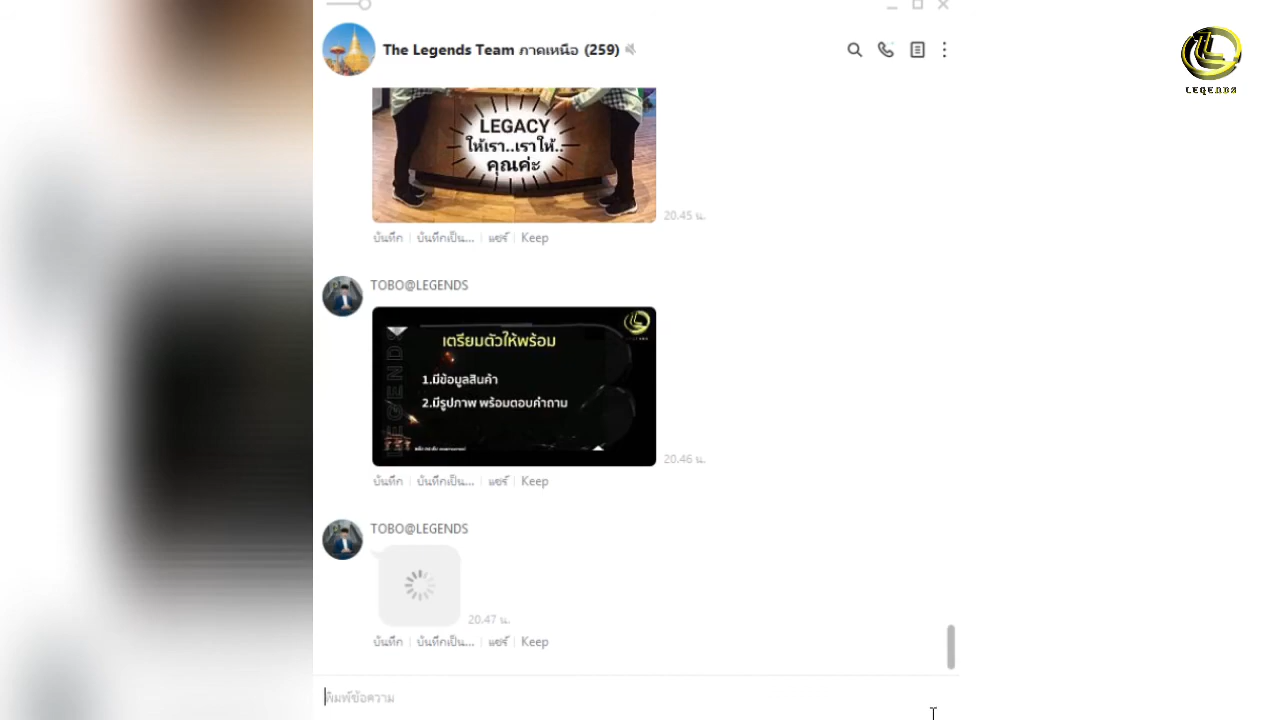 The Legends Team ภาคเหนือ (259)
LEGENDS
LEGACY
ให้เรา..เราให้..
คุณค่ะ
20.45 น.
บันทึก | บันทึกเป็น... | แชร์ | Keep
TOBO@LEGENDS
เตรียมตัวให้พร้อม
1.มีข้อมูลสินค้า
2.มีรูปภาพ พร้อมตอบคำถาม
LEGENDS
20.46 น.
บันทึก | บันทึกเป็น... | แชร์ | Keep
TOBO@LEGENDS
20.47 น.
บันทึก | บันทึกเป็น... | แชร์ | Keep
พิมพ์ข้อความ